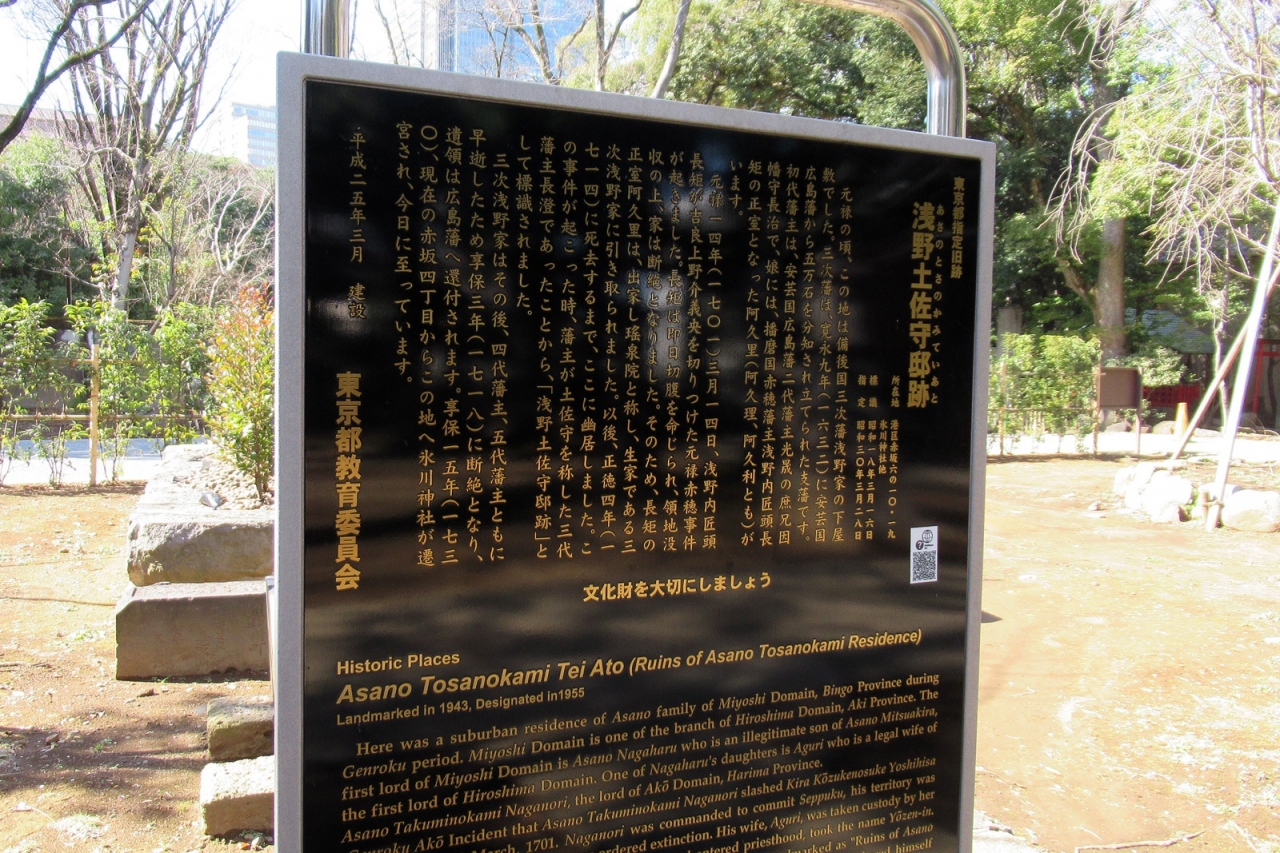 東京都指定旧跡
あさのとさのかみていあと
浅野土佐守邸跡
所在地 港区赤坂六の一〇・一九
氷川神社他
標識 昭和一八年三月一六日
指定 昭和三〇年三月二八日
元禄の頃、この地は備後国三次藩浅野家の下屋
敷でした。三次藩は、寛永九年(一六三二)に安芸国
広島藩から五万石を分知され立てられた支藩です。
初代藩主は、安芸国広島藩二代藩主光晟の庶兄因
幡守長治で、娘には、播磨国赤穂藩主浅野内匠頭長
矩の正室となった阿久里(阿久理、阿久利とも)が
います。
元禄一四年(一七〇一)三月一四日、浅野内匠頭
長矩が吉良上野介義央を切りつけた元禄赤穂事件
が起きました。長矩は即日切腹を命じられ、領地没
収の上、家は断絶となりました。そのため、長矩の
正室阿久里は、出家し瑶泉院と称し、生家である三
次浅野家に引き取られました。以後、正徳四年(一
七一四)に死去するまで、ここに幽居しました。こ
の事件が起こった時、藩主が土佐守を称した三代
藩主長澄であったことから、「浅野土佐守邸跡」と
して標識されました。
三次浅野家はその後、四代藩主、五代藩主ともに
早逝したため享保三年(一七一八)に断絶となり、
遺領は広島藩へ還付されます。享保一五年(一七三
〇)、現在の赤坂四丁目からこの地へ氷川神社が遷
宮され、今日に至っています。
平成二五年三月 建設
東京都教育委員会
文化財を大切にしましょう
Historic Places
Asano Tosanokami Tei Ato (Ruins of Asano Tosanokami Residence)
Landmarked in 1943, Designated in1955
Here was a suburban residence of Asano family of Miyoshi Domain, Bingo Province during
Genroku period. Miyoshi Domain is one of the branch of Hiroshima Domain, Aki Province. The
first lord of Miyoshi Domain is Asano Nagaharu who is an illegitimate son of Asano Mitsuakira,
the first lord of Hiroshima Domain. One of Nagaharu's daughters is Aguri who is a legal wife of
Asano Takuminokami Naganori, the lord of Akō Domain, Harima Province.
Genroku Akō Incident that Asano Takuminokami Naganori slashed Kira Kōzukenosuke Yoshihisa
March, 1701. Naganori was commanded to commit Seppuku, his territory was
ordered extinction. His wife, Aguri, was taken custody by her
entered priesthood, took the name Yōzen-in.
marked as "Ruins of Asano
himself